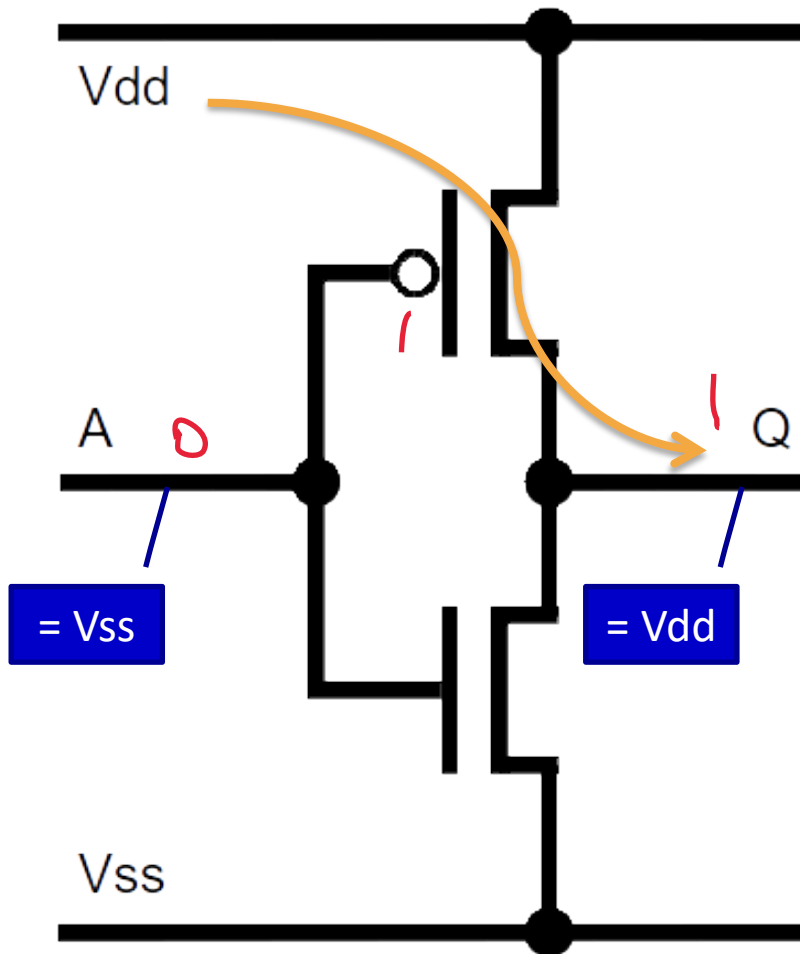 Vdd
1
1
A 0 Q
= Vss = Vdd
Vss